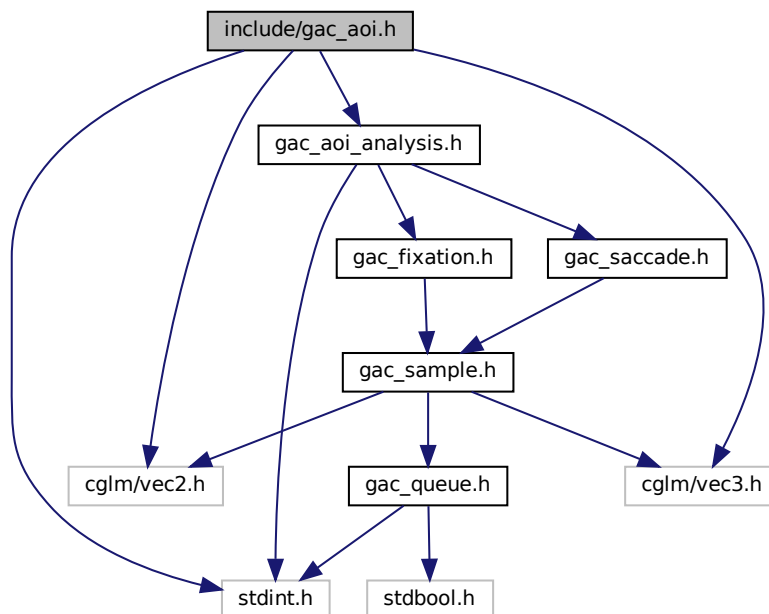 include/gac_aoi.h
gac_aoi_analysis.h
gac_fixation.h
gac_saccade.h
gac_sample.h
cglm/vec2.h
gac_queue.h
cglm/vec3.h
stdint.h
stdbool.h